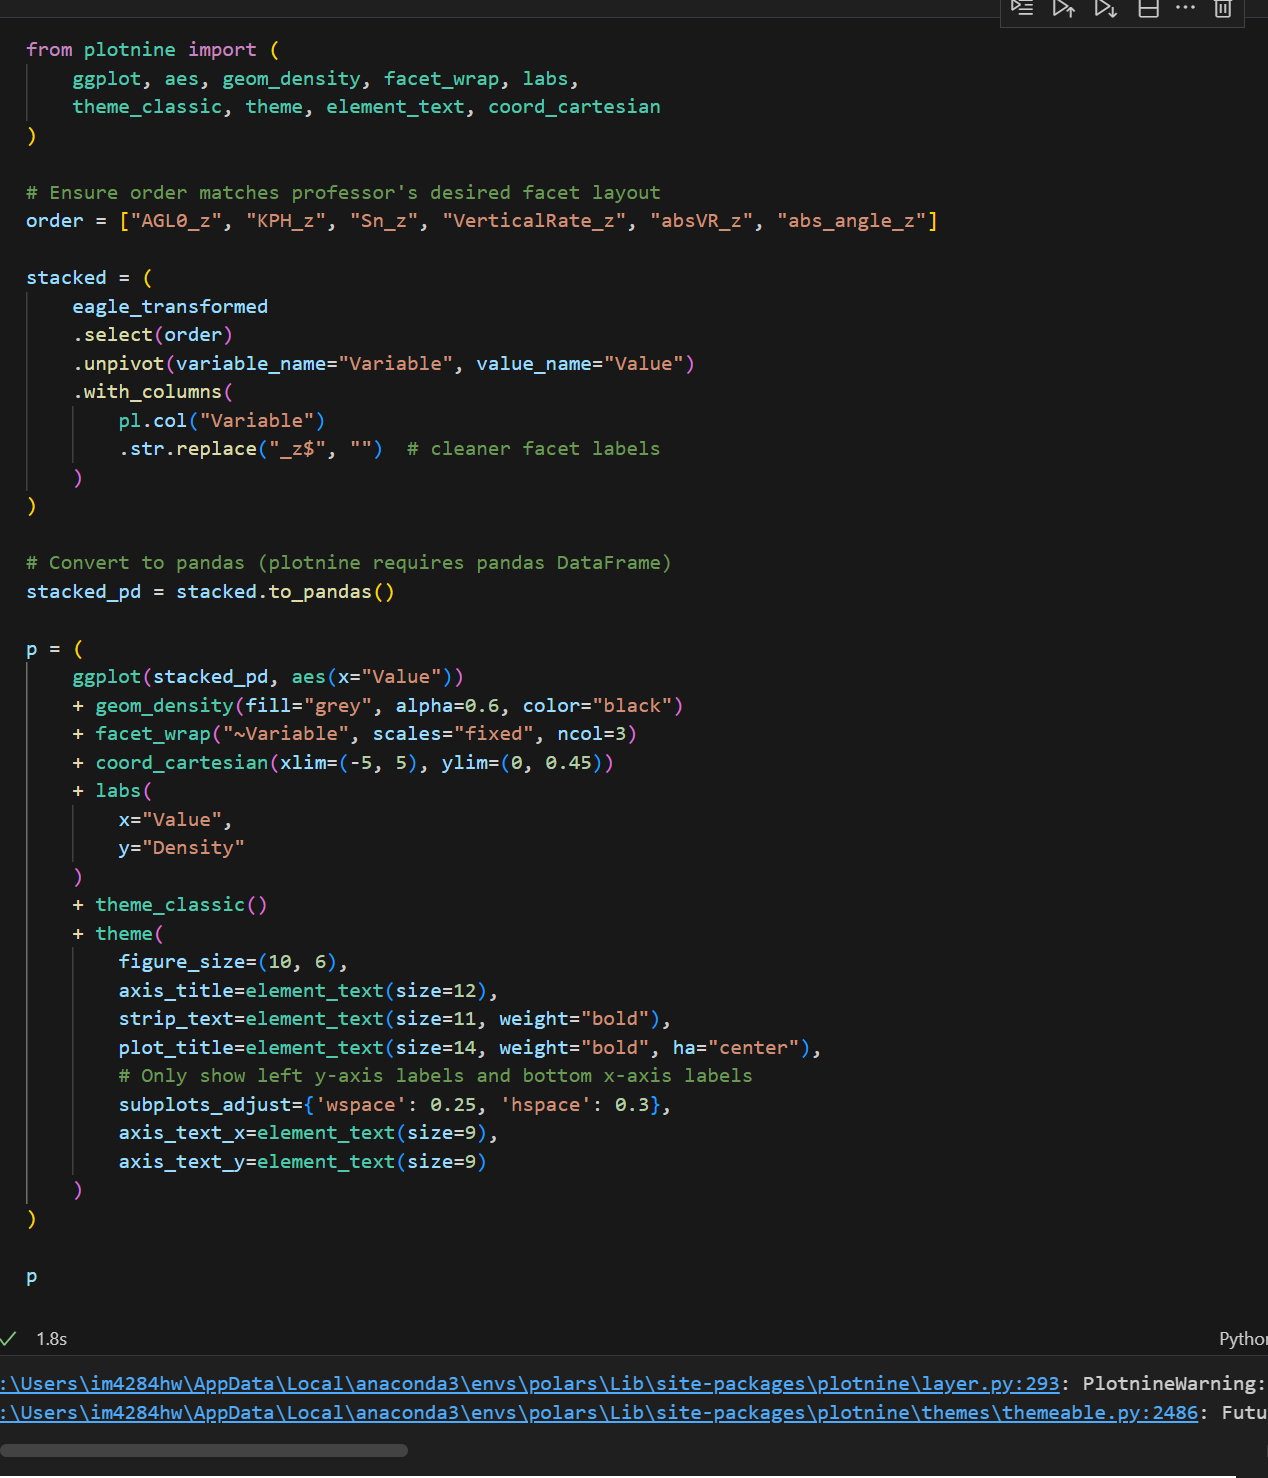 from plotnine import (
    ggplot, aes, geom_density, facet_wrap, labs,
    theme_classic, theme, element_text, coord_cartesian
)

# Ensure order matches professor's desired facet layout
order = ["AGL0_z", "KPH_z", "Sn_z", "VerticalRate_z", "absVR_z", "abs_angle_z"]

stacked = (
    eagle_transformed
    .select(order)
    .unpivot(variable_name="Variable", value_name="Value")
    .with_columns(
        pl.col("Variable")
        .str.replace("_z$", "")  # cleaner facet labels
    )
)

# Convert to pandas (plotnine requires pandas DataFrame)
stacked_pd = stacked.to_pandas()

p = (
    ggplot(stacked_pd, aes(x="Value"))
    + geom_density(fill="grey", alpha=0.6, color="black")
    + facet_wrap("~Variable", scales="fixed", ncol=3)
    + coord_cartesian(xlim=(-5, 5), ylim=(0, 0.45))
    + labs(
        x="Value",
        y="Density"
    )
    + theme_classic()
    + theme(
        figure_size=(10, 6),
        axis_title=element_text(size=12),
        strip_text=element_text(size=11, weight="bold"),
        plot_title=element_text(size=14, weight="bold", ha="center"),
        # Only show left y-axis labels and bottom x-axis labels
        subplots_adjust={'wspace': 0.25, 'hspace': 0.3},
        axis_text_x=element_text(size=9),
        axis_text_y=element_text(size=9)
    )
)

p
1.8s
Pytho
:\Users\im4284hw\AppData\Local\anaconda3\envs\polars\Lib\site-packages\plotnine\layer.py:293: PlotnineWarning:
:\Users\im4284hw\AppData\Local\anaconda3\envs\polars\Lib\site-packages\plotnine\themes\themeable.py:2486: Futu